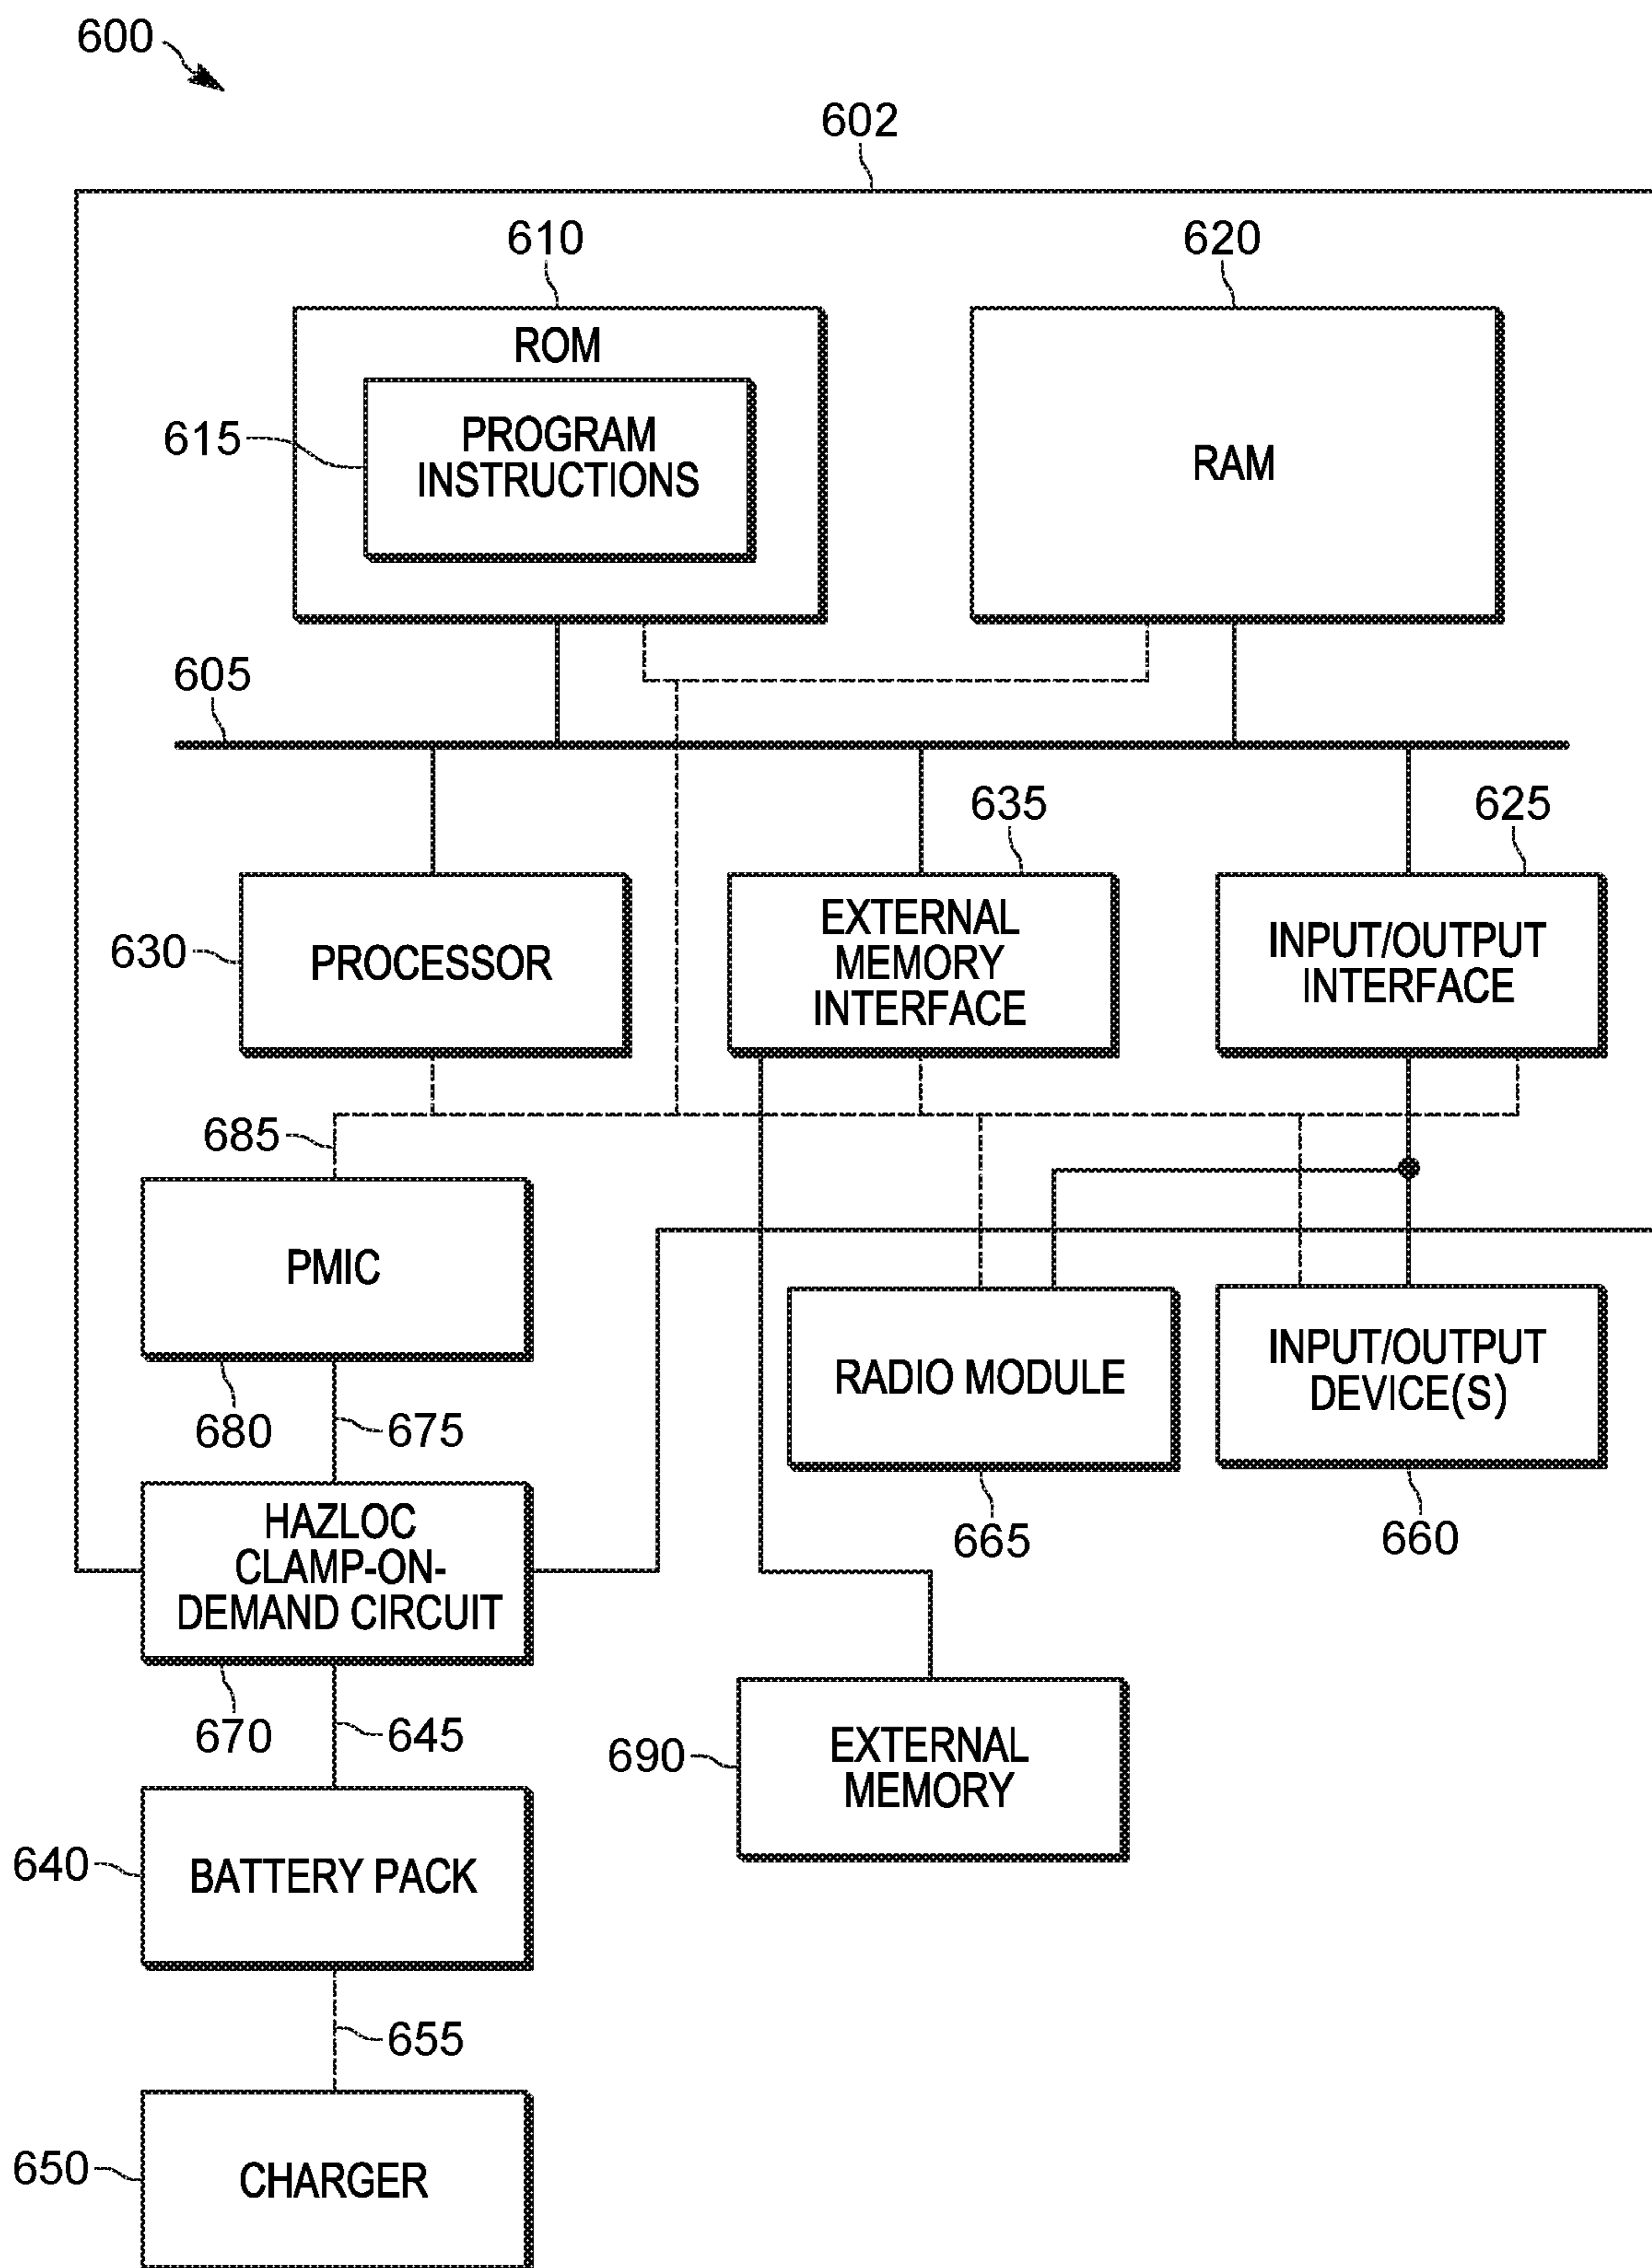 600
602
610
620
ROM
615
PROGRAM
INSTRUCTIONS
RAM
605
635
625
630
PROCESSOR
EXTERNAL
MEMORY
INTERFACE
INPUT/OUTPUT
INTERFACE
685
PMIC
680
675
RADIO MODULE
665
INPUT/OUTPUT
DEVICE(S)
660
HAZLOC
CLAMP-ON-
DEMAND CIRCUIT
670
645
690
EXTERNAL
MEMORY
640
BATTERY PACK
655
650
CHARGER